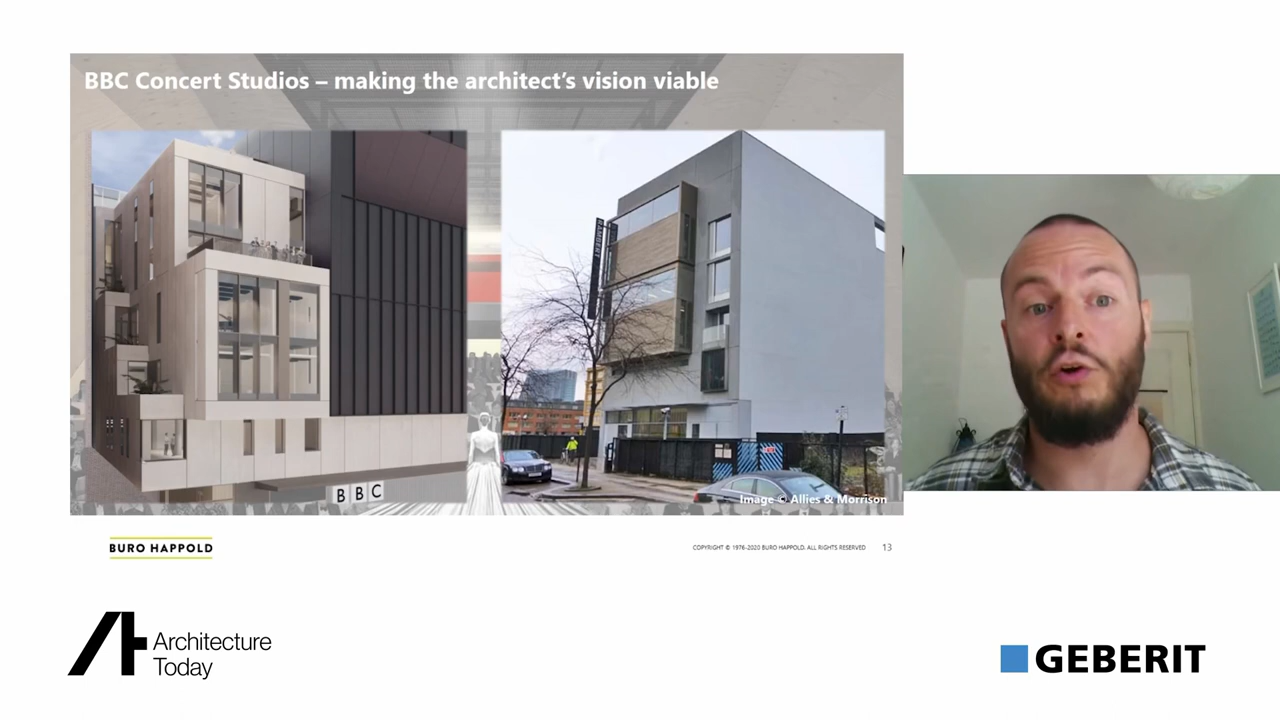 BBC Concert Studios – making the architect's vision viable
RAMBERT
BBC
Image © Allies & Morrison
BURO HAPPOLD
COPYRIGHT © 1976-2020 BURO HAPPOLD. ALL RIGHTS RESERVED
13
Architecture
Today
GEBERIT